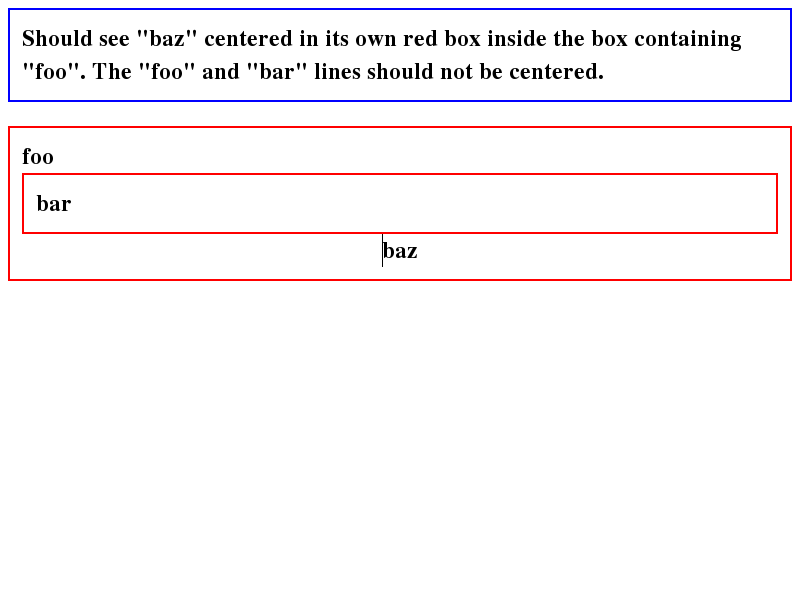 Should see "baz" centered in its own red box inside the box containing
"foo". The "foo" and "bar" lines should not be centered.
foo
bar
baz